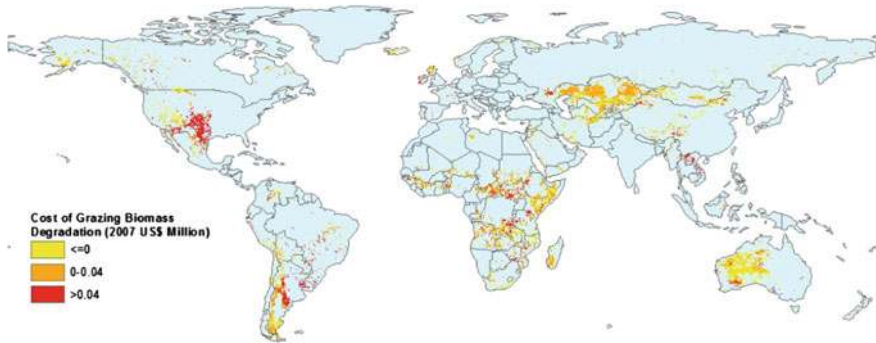 Cost of Grazing Biomass
Degradation (2007 US$ Million)
<=0
0-0.04
>0.04